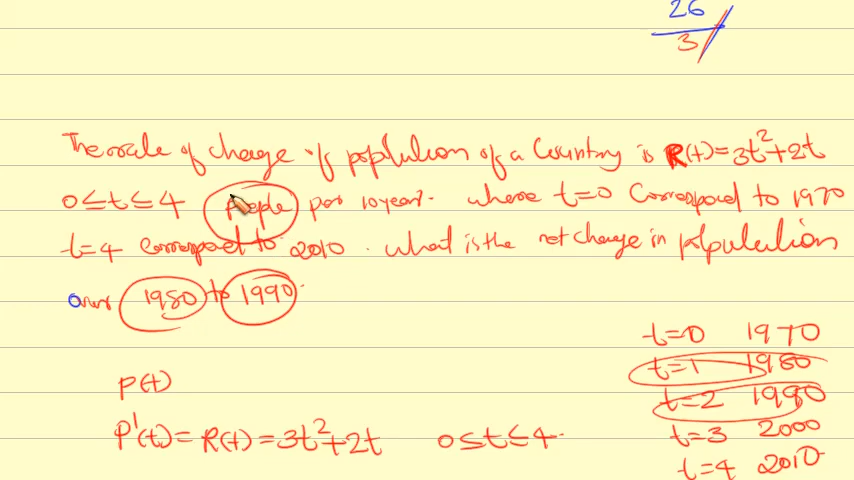 26
3
The rate of change of population of a Country is R(t)=3t²+2t
0≤t≤4 people per 10 year. where t=0 Correspond to 1970
t=4 correspond to 2010. what is the net change in population
over 1980 to 1990.
t=0 1970
t=1 1980
t=2 1990
t=3 2000
t=4 2010
P(t)
P'(t)=R(t)=3t²+2t 0≤t≤4.